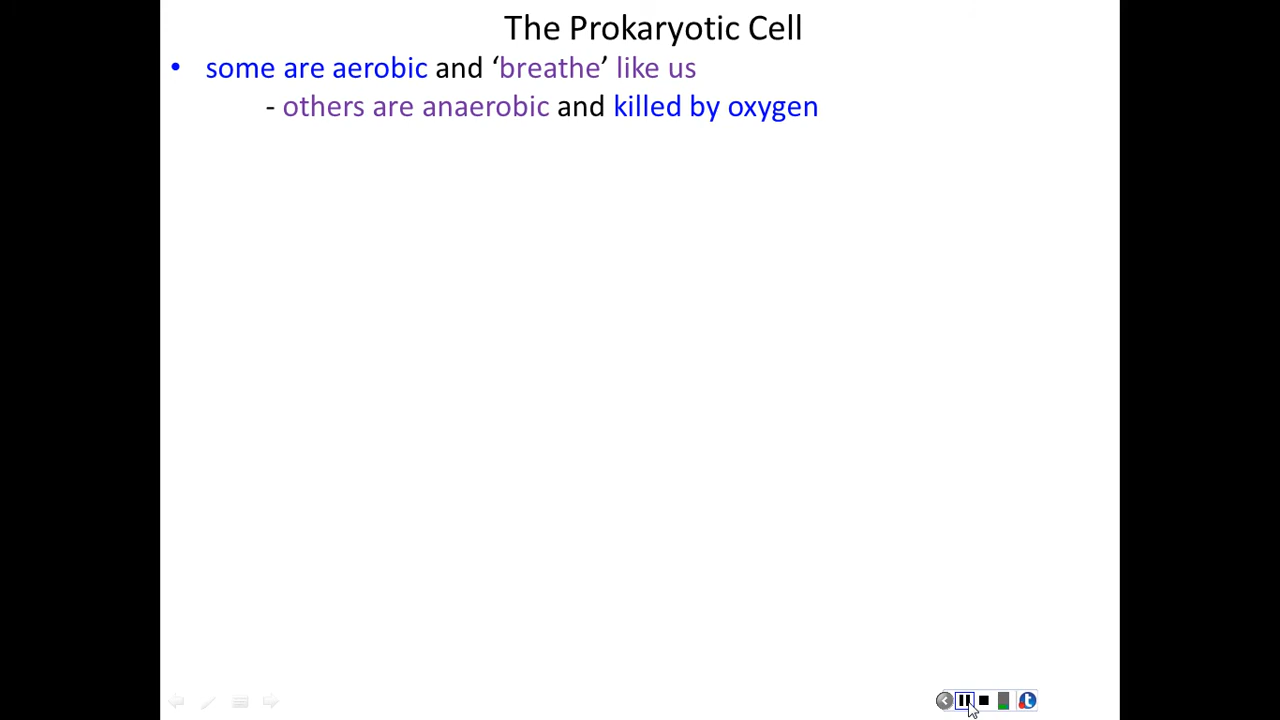 The Prokaryotic Cell
• some are aerobic and ‘breathe’ like us
- others are anaerobic and killed by oxygen